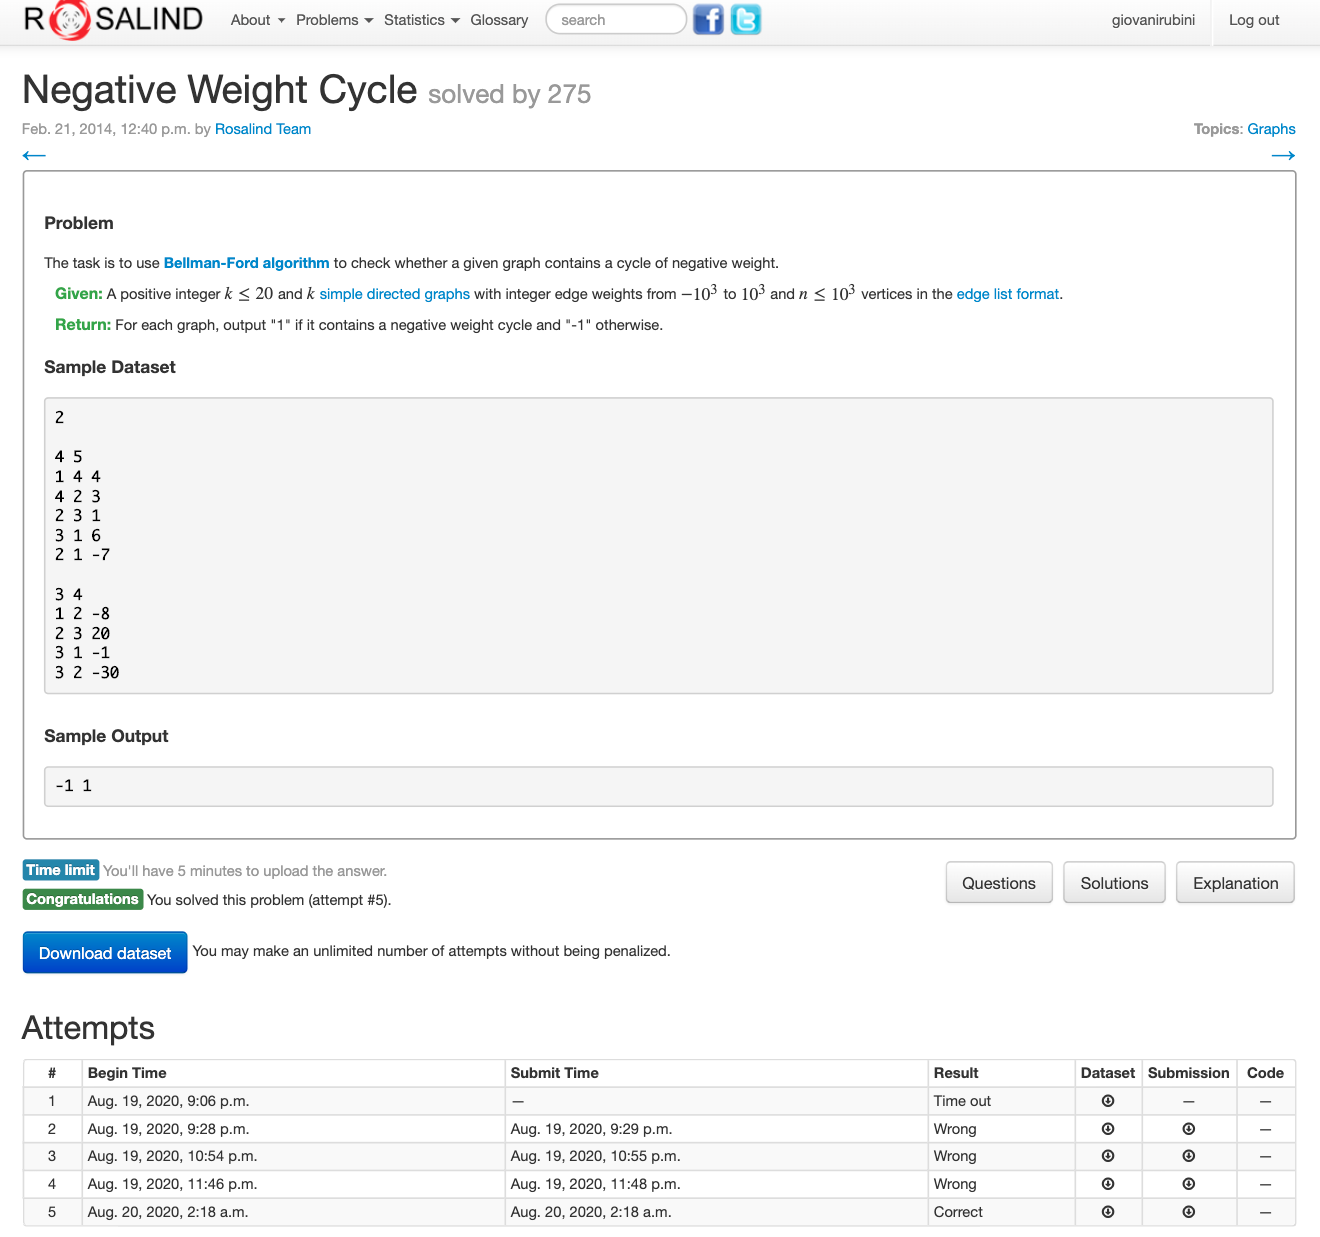 ROSALIND About Problems Statistics Glossary search giovanirubini Log out
Negative Weight Cycle solved by 275
Feb. 21, 2014, 12:40 p.m. by Rosalind Team Topics: Graphs
← →
Problem
The task is to use Bellman-Ford algorithm to check whether a given graph contains a cycle of negative weight.
Given: A positive integer k ≤ 20 and k simple directed graphs with integer edge weights from −10³ to 10³ and n ≤ 10³ vertices in the edge list format.
Return: For each graph, output "1" if it contains a negative weight cycle and "-1" otherwise.
Sample Dataset
2
4 5
1 4 4
4 2 3
2 3 1
3 1 6
2 1 -7
3 4
1 2 -8
2 3 20
3 1 -1
3 2 -30
Sample Output
-1 1
Time limit You'll have 5 minutes to upload the answer.
Congratulations You solved this problem (attempt #5).
Questions Solutions Explanation
Download dataset You may make an unlimited number of attempts without being penalized.
Attempts
# Begin Time Submit Time Result Dataset Submission Code
1 Aug. 19, 2020, 9:06 p.m. — Time out — —
2 Aug. 19, 2020, 9:28 p.m. Aug. 19, 2020, 9:29 p.m. Wrong —
3 Aug. 19, 2020, 10:54 p.m. Aug. 19, 2020, 10:55 p.m. Wrong —
4 Aug. 19, 2020, 11:46 p.m. Aug. 19, 2020, 11:48 p.m. Wrong —
5 Aug. 20, 2020, 2:18 a.m. Aug. 20, 2020, 2:18 a.m. Correct —